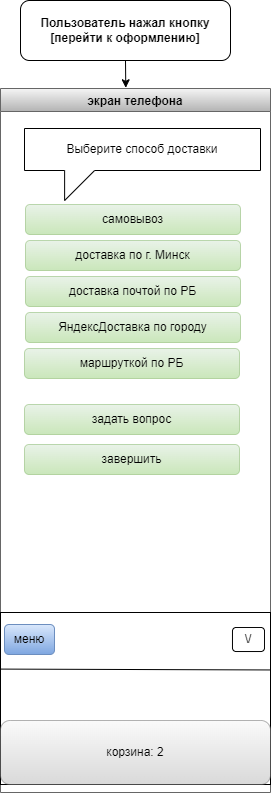 Пользователь нажал кнопку
[перейти к оформлению]
экран телефона
Выберите способ доставки
самовывоз
доставка по г. Минск
доставка почтой по РБ
ЯндексДоставка по городу
маршруткой по РБ
задать вопрос
завершить
меню
V
корзина: 2